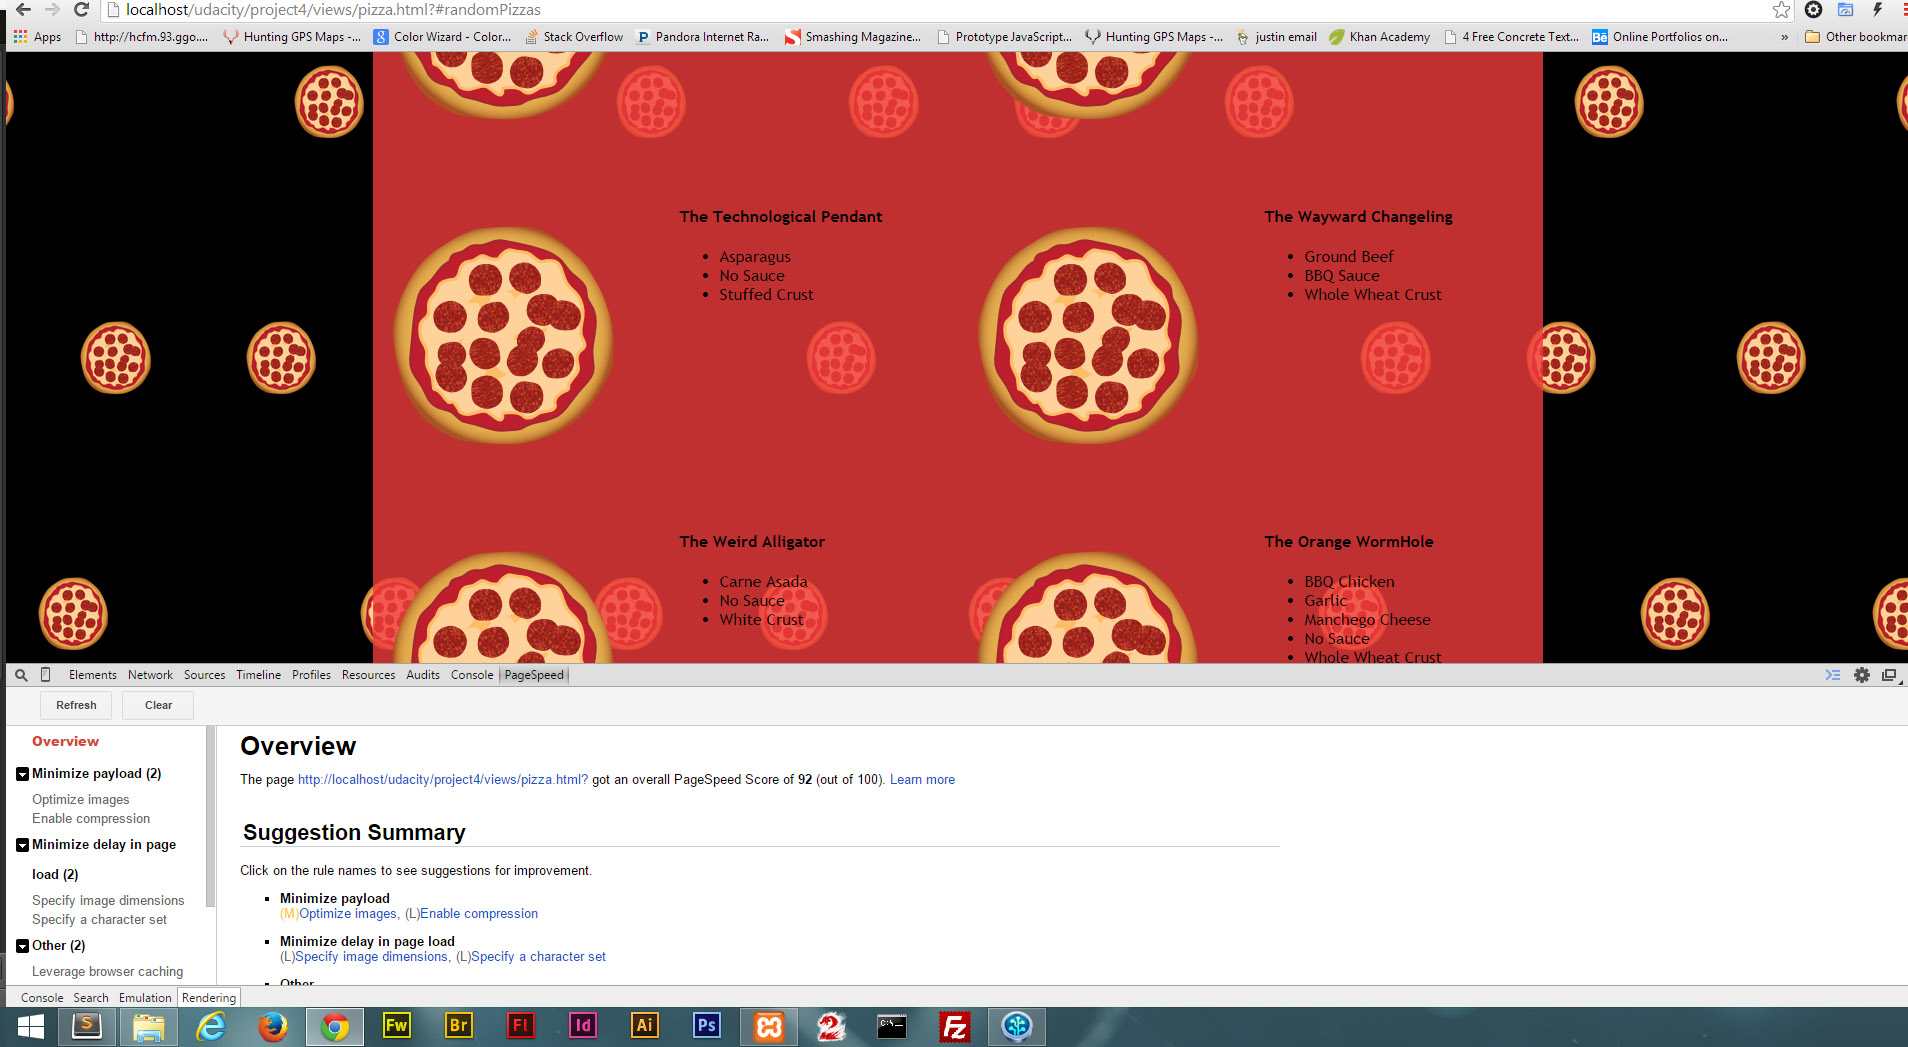 localhost/udacity/project4/views/pizza.html?#randomPizzas
Apps http://hcfm.93.ggo.... Hunting GPS Maps -... Color Wizard - Color... Stack Overflow Pandora Internet Ra... Smashing Magazine... Prototype JavaScript... Hunting GPS Maps -... justin email Khan Academy 4 Free Concrete Text... Online Portfolios on... » Other bookmar
The Technological Pendant
Asparagus
No Sauce
Stuffed Crust
The Wayward Changeling
Ground Beef
BBQ Sauce
Whole Wheat Crust
The Weird Alligator
Carne Asada
No Sauce
White Crust
The Orange WormHole
BBQ Chicken
Garlic
Manchego Cheese
No Sauce
Whole Wheat Crust
Elements Network Sources Timeline Profiles Resources Audits Console PageSpeed
Refresh Clear
Overview
Minimize payload (2)
Optimize images
Enable compression
Minimize delay in page
load (2)
Specify image dimensions
Specify a character set
Other (2)
Leverage browser caching
Overview
The page http://localhost/udacity/project4/views/pizza.html? got an overall PageSpeed Score of 92 (out of 100). Learn more
Suggestion Summary
Click on the rule names to see suggestions for improvement.
Minimize payload
(M)Optimize images, (L)Enable compression
Minimize delay in page load
(L)Specify image dimensions, (L)Specify a character set
Other
Console Search Emulation Rendering
S Fw Br Fl Id Ai Ps 2 C:\ Fz